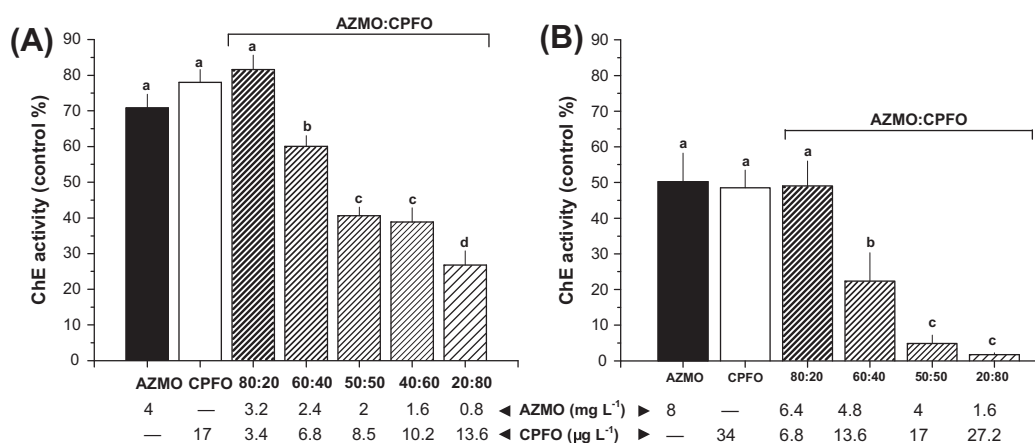 (A)
AZMO:CPFO
ChE activity (control %)
90
80
70
60
50
40
30
20
10
0
a
a
a
b
c
c
d
AZMO CPFO 80:20 60:40 50:50 40:60 20:80
4 — 3.2 2.4 2 1.6 0.8
— 17 3.4 6.8 8.5 10.2 13.6
◄ AZMO (mg L-1) ►
◄ CPFO (µg L-1) ►
(B)
AZMO:CPFO
ChE activity (control %)
90
80
70
60
50
40
30
20
10
0
a
a
a
b
c
c
AZMO CPFO 80:20 60:40 50:50 20:80
8 — 6.4 4.8 4 1.6
— 34 6.8 13.6 17 27.2